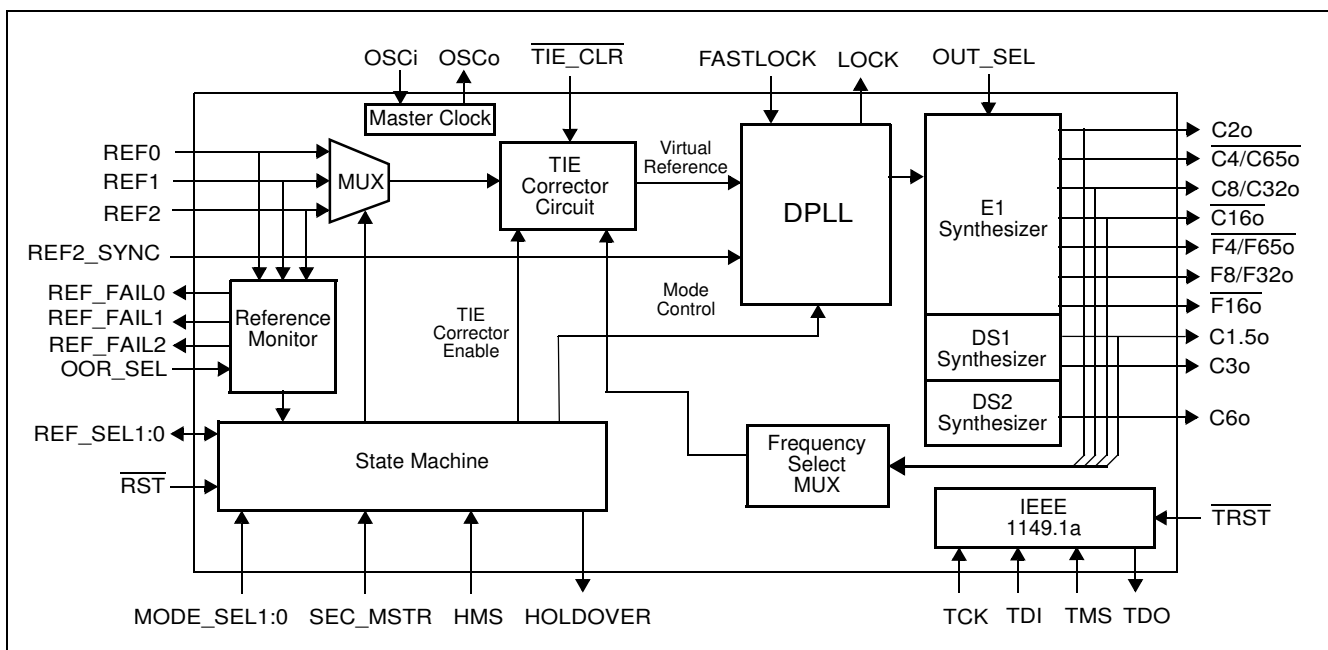 OSCi
OSCo
TIE_CLR
FASTLOCK
LOCK
OUT_SEL
Master Clock
REF0
REF1
REF2
REF2_SYNC
MUX
TIE
Corrector
Circuit
Virtual
Reference
DPLL
E1
Synthesizer
DS1
Synthesizer
DS2
Synthesizer
C2o
C4/C65o
C8/C32o
C16o
F4/F65o
F8/F32o
F16o
C1.5o
C3o
C6o
REF_FAIL0
REF_FAIL1
REF_FAIL2
OOR_SEL
Reference
Monitor
TIE
Corrector
Enable
Mode
Control
REF_SEL1:0
RST
State Machine
Frequency
Select
MUX
IEEE
1149.1a
TRST
MODE_SEL1:0
SEC_MSTR
HMS
HOLDOVER
TCK
TDI
TMS
TDO